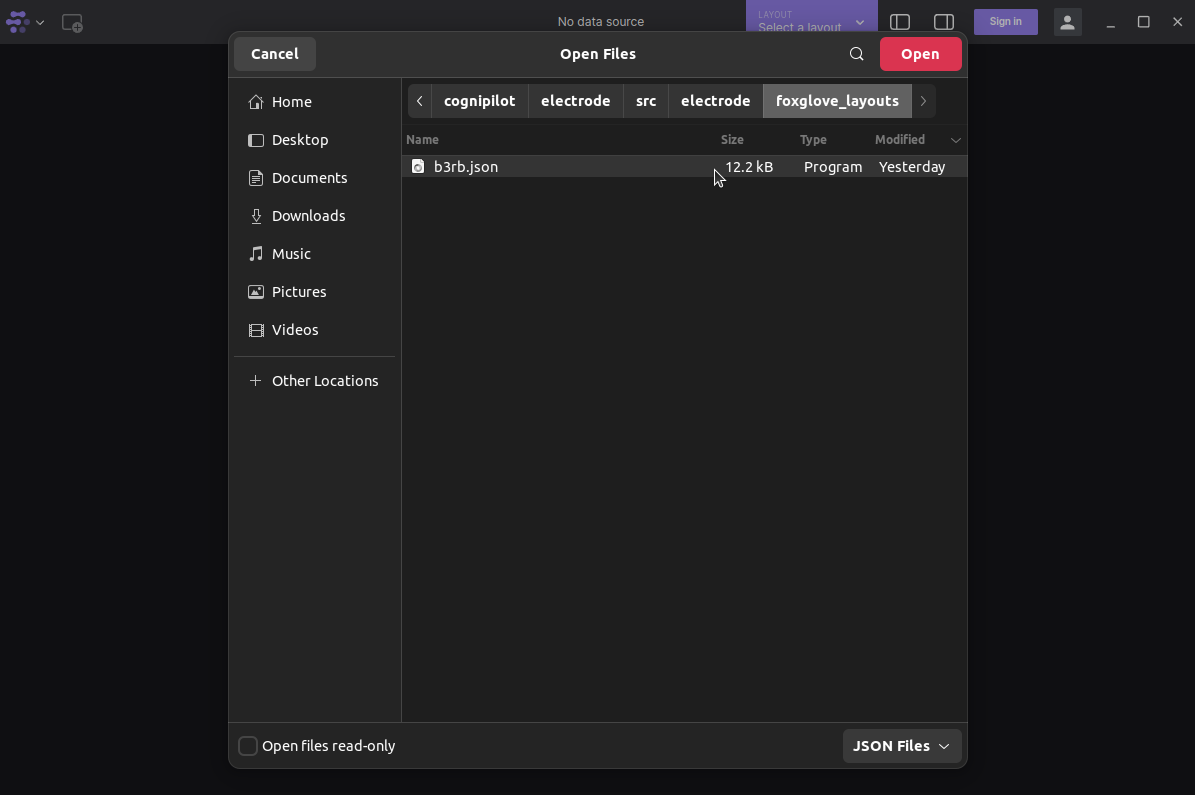 No data source
LAYOUT
Select a layout
Sign in
Cancel
Open Files
Open
Home
Desktop
Documents
Downloads
Music
Pictures
Videos
Other Locations
cognipilot electrode src electrode foxglove_layouts
Name Size Type Modified
b3rb.json 12.2 kB Program Yesterday
Open files read-only
JSON Files